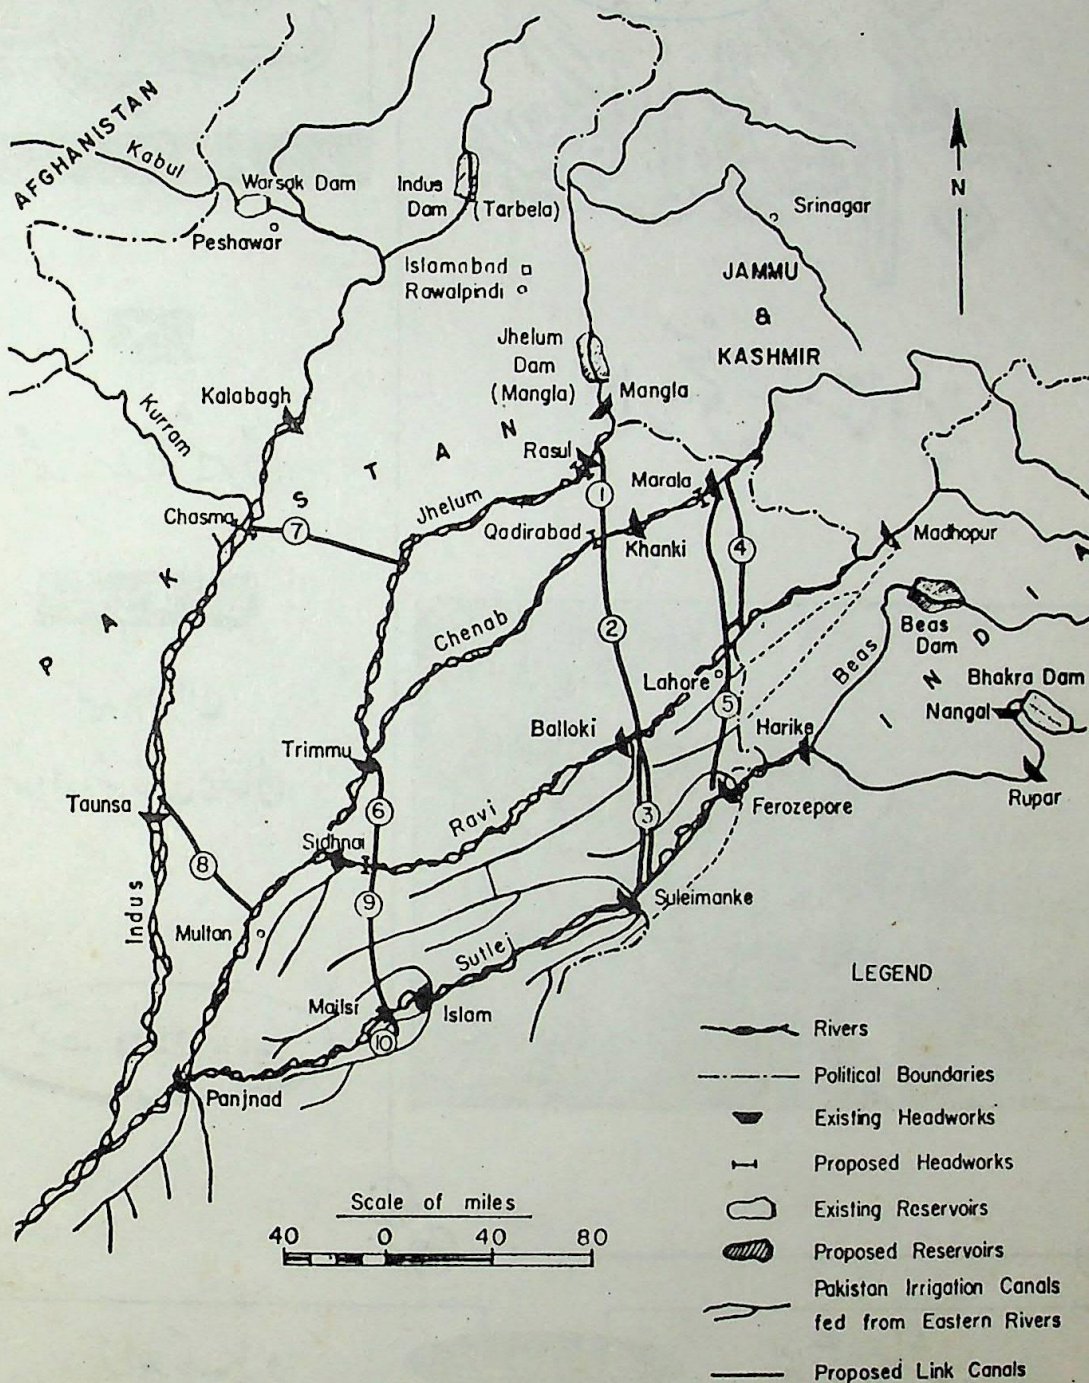 AFGHANISTAN
Kabul
Warsak Dam
Peshawar
Indus
Dam (Tarbela)
Islamabad
Rawalpindi
Srinagar
N
JAMMU
&
KASHMIR
Jhelum
Dam
(Mangla)
Mangla
Kalabagh
Kurram
Rasul
Marala
Chasma
Jhelum
Qadirabad
Khanki
Madhopur
PAKISTAN
1
7
4
2
Chenab
Beas
Beas
Dam
INDIA
Bhakra Dam
Nangal
Lahore
5
Balloki
Harike
Trimmu
Taunsa
6
Ravi
3
Ferozepore
Rupar
Sidhnai
8
Indus
9
Multan
Suleimanke
Sutlej
Mailsi
Islam
10
Panjnad
LEGEND
Rivers
Political Boundaries
Existing Headworks
Proposed Headworks
Existing Reservoirs
Proposed Reservoirs
Pakistan Irrigation Canals
fed from Eastern Rivers
Proposed Link Canals
Scale of miles
40 0 40 80